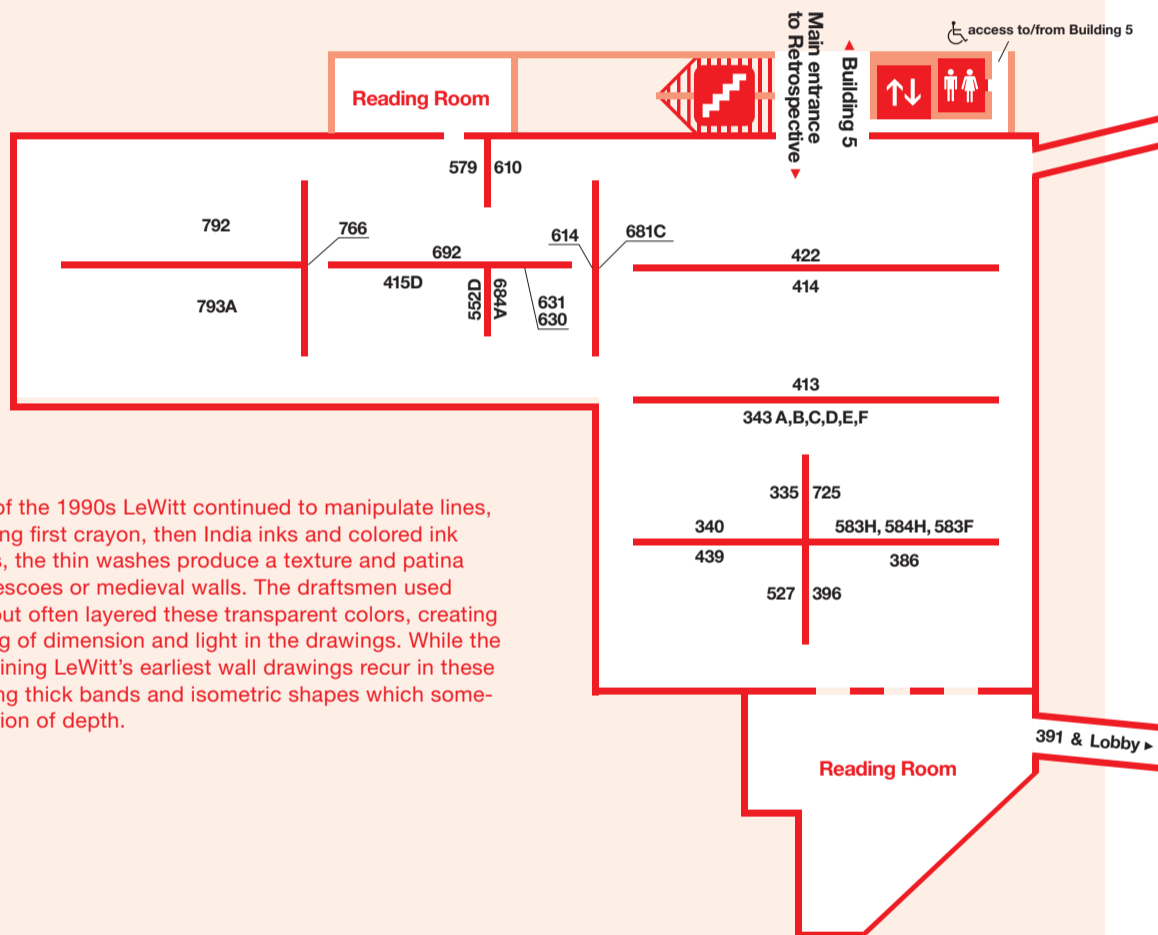 access to/from Building 5
Main entrance
to Retrospective ▼
▲ Building 5
Reading Room
579
610
792
766
692
614
681C
422
415D
552D
684A
631
630
414
793A
413
343 A,B,C,D,E,F
335
725
340
583H, 584H, 583F
439
386
527
396
of the 1990s LeWitt continued to manipulate lines,
ng first crayon, then India inks and colored ink
s, the thin washes produce a texture and patina
escoes or medieval walls. The draftsmen used
out often layered these transparent colors, creating
g of dimension and light in the drawings. While the
ining LeWitt’s earliest wall drawings recur in these
ng thick bands and isometric shapes which some-
ion of depth.
391 & Lobby ►
Reading Room